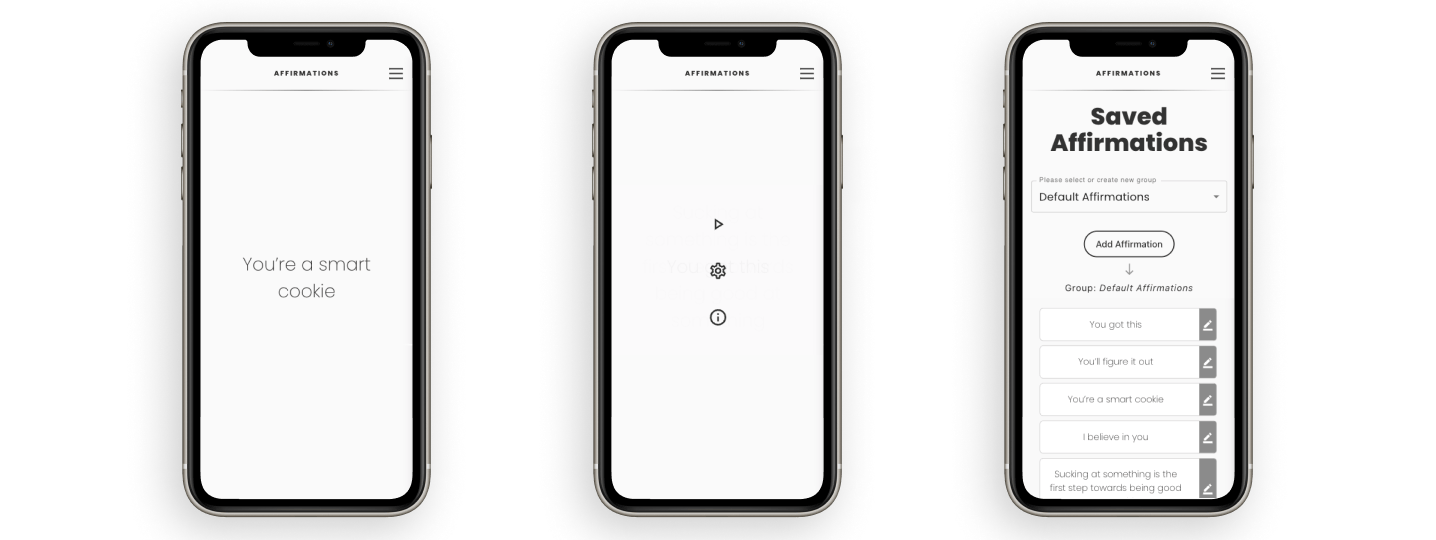 AFFIRMATIONS
You're a smart
cookie
AFFIRMATIONS
You got this
AFFIRMATIONS
Saved
Affirmations
Please select or create new group
Default Affirmations
Add Affirmation
Group: Default Affirmations
You got this
You'll figure it out
You're a smart cookie
I believe in you
Sucking at something is the
first step towards being good